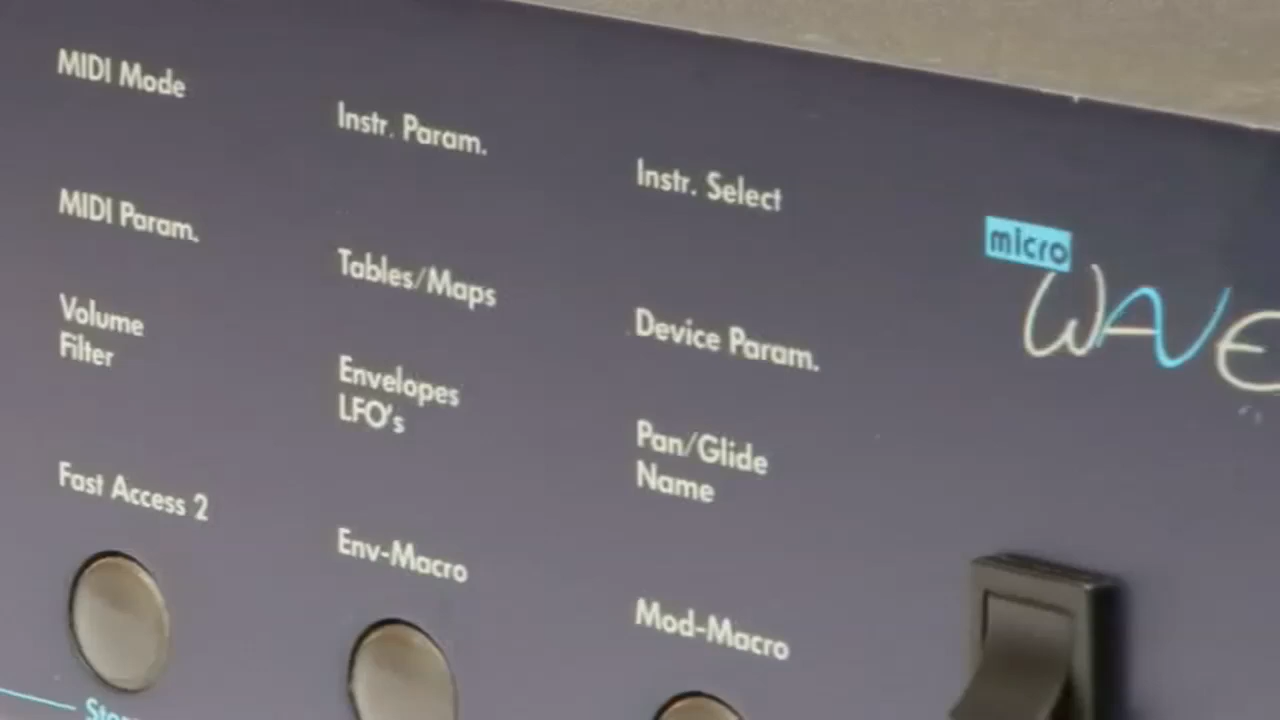 MIDI Mode
Instr. Param.
Instr. Select
MIDI Param.
Tables/Maps
Device Param.
micro
WAVE
Volume
Filter
Envelopes
LFO's
Pan/Glide
Name
Fast Access 2
Env-Macro
Mod-Macro